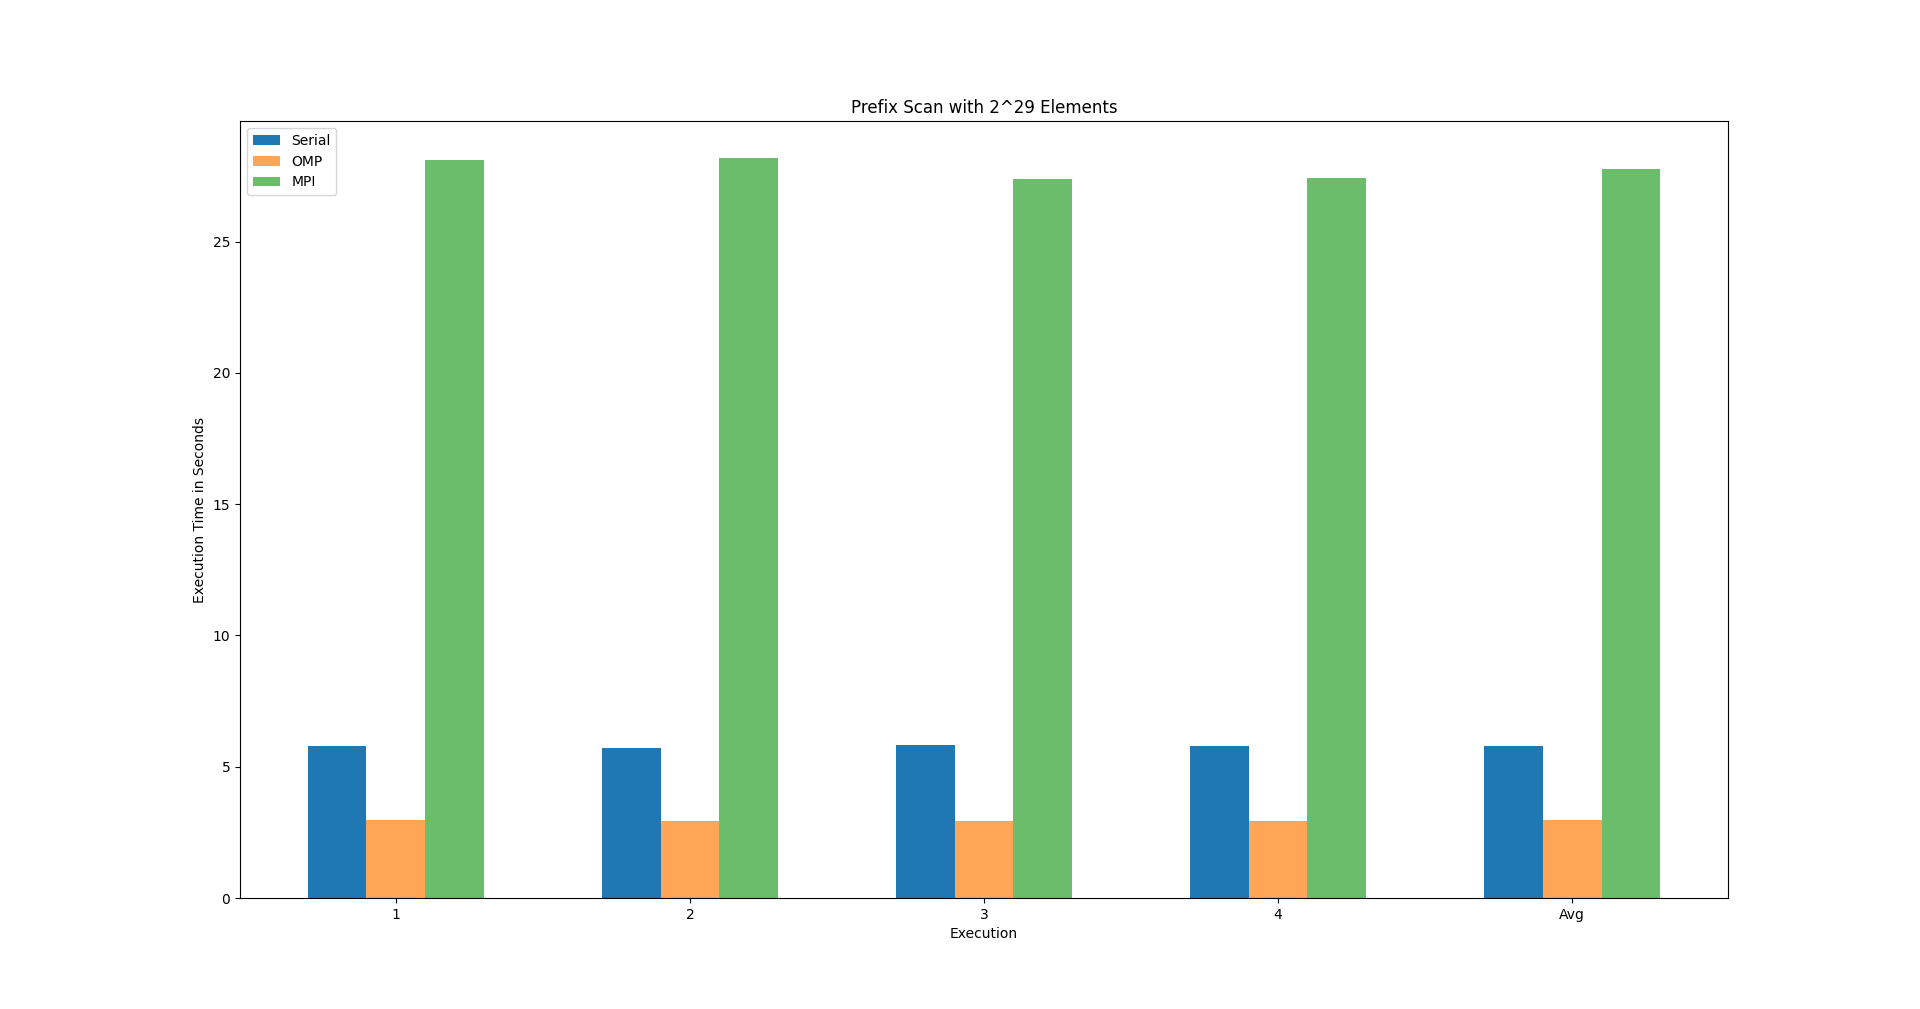 Prefix Scan with 2^29 Elements
Serial
OMP
MPI
25
20
15
10
5
0
Execution Time in Seconds
1 2 3 4 Avg
Execution